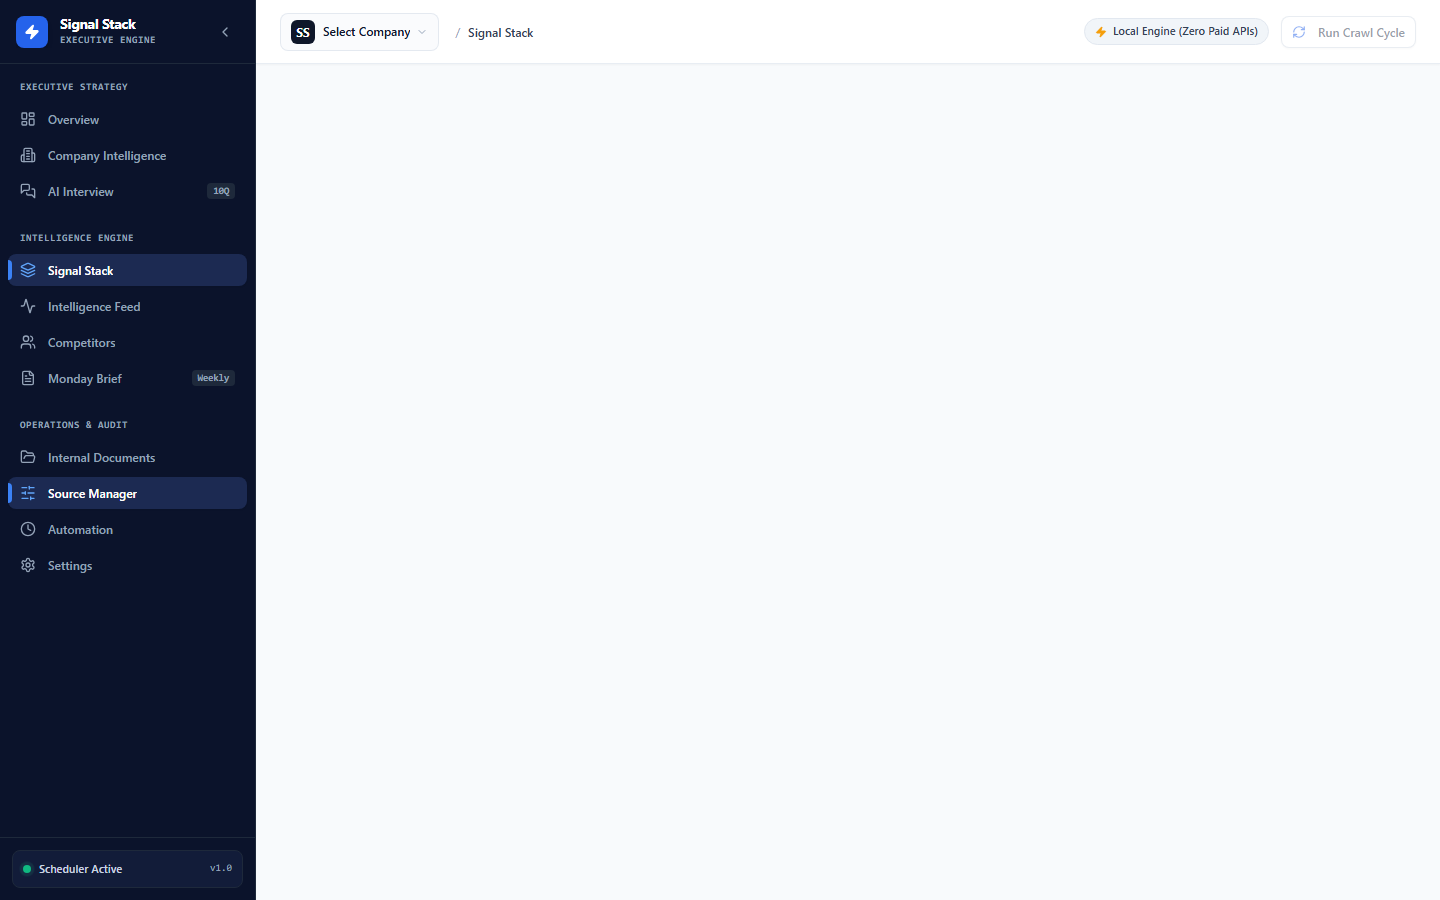 Signal Stack
EXECUTIVE ENGINE
EXECUTIVE STRATEGY
Overview
Company Intelligence
AI Interview 10Q
INTELLIGENCE ENGINE
Signal Stack
Intelligence Feed
Competitors
Monday Brief Weekly
OPERATIONS & AUDIT
Internal Documents
Source Manager
Automation
Settings
Scheduler Active v1.0
SS Select Company / Signal Stack Local Engine (Zero Paid APIs) Run Crawl Cycle